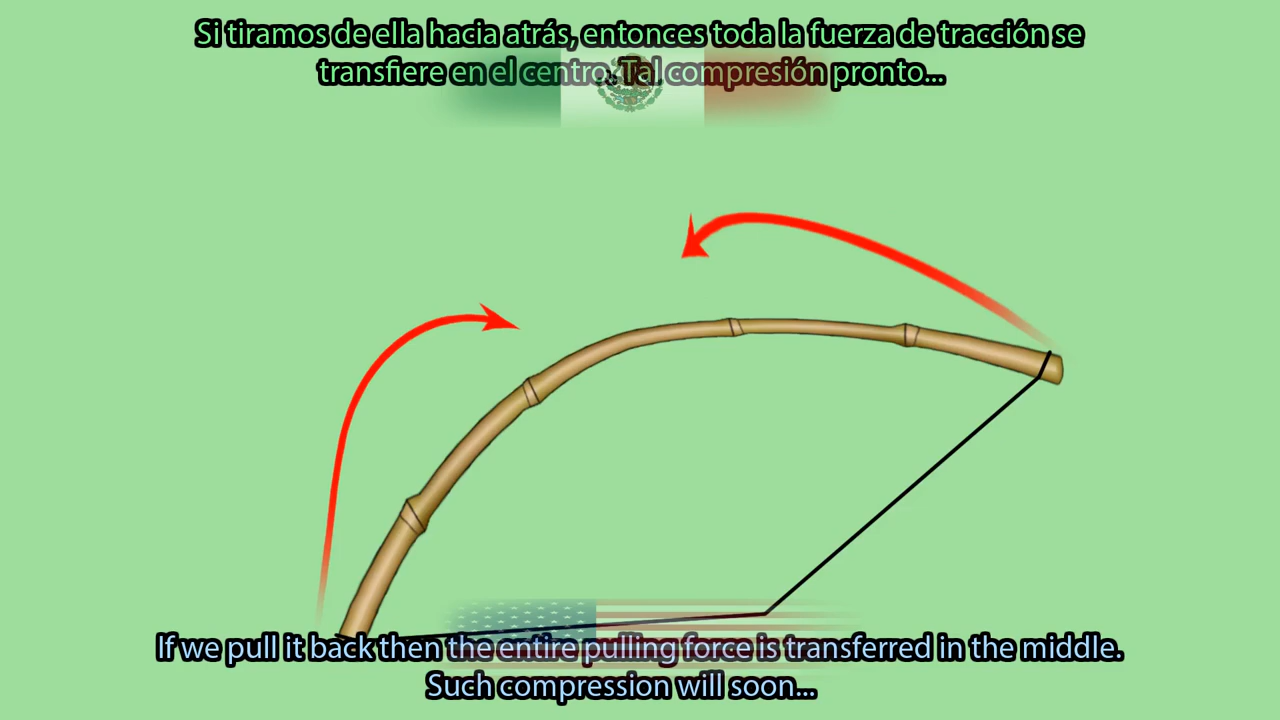 Si tiramos de ella hacia atrás, entonces toda la fuerza de tracción se
transfiere en el centro. Tal compresión pronto...
If we pull it back then the entire pulling force is transferred in the middle.
Such compression will soon...